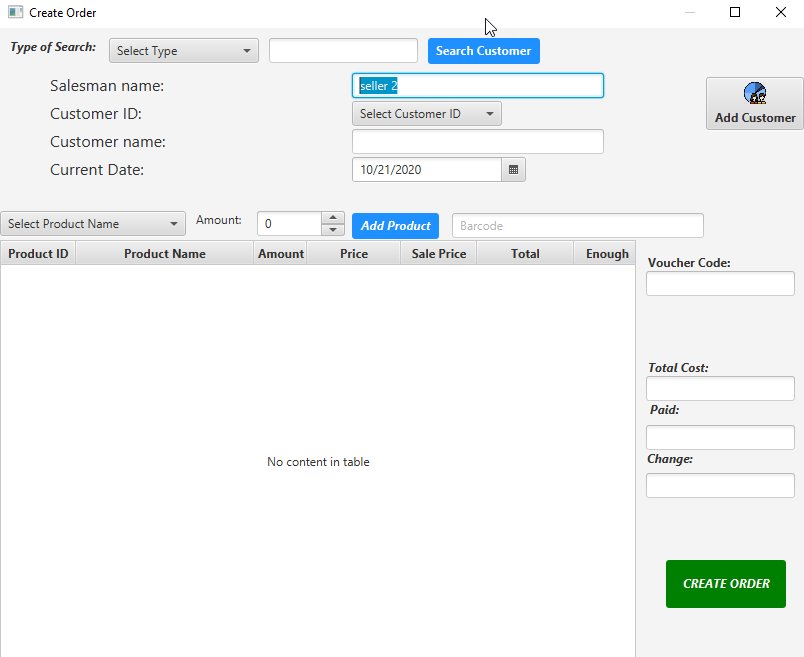 Create Order
Type of Search: Select Type Search Customer
Salesman name: seller 2
Customer ID: Select Customer ID
Add Customer
Customer name:
Current Date: 10/21/2020
Select Product Name Amount: 0 Add Product Barcode
Product ID Product Name Amount Price Sale Price Total Enough
Voucher Code:
Total Cost:
Paid:
Change:
No content in table
CREATE ORDER